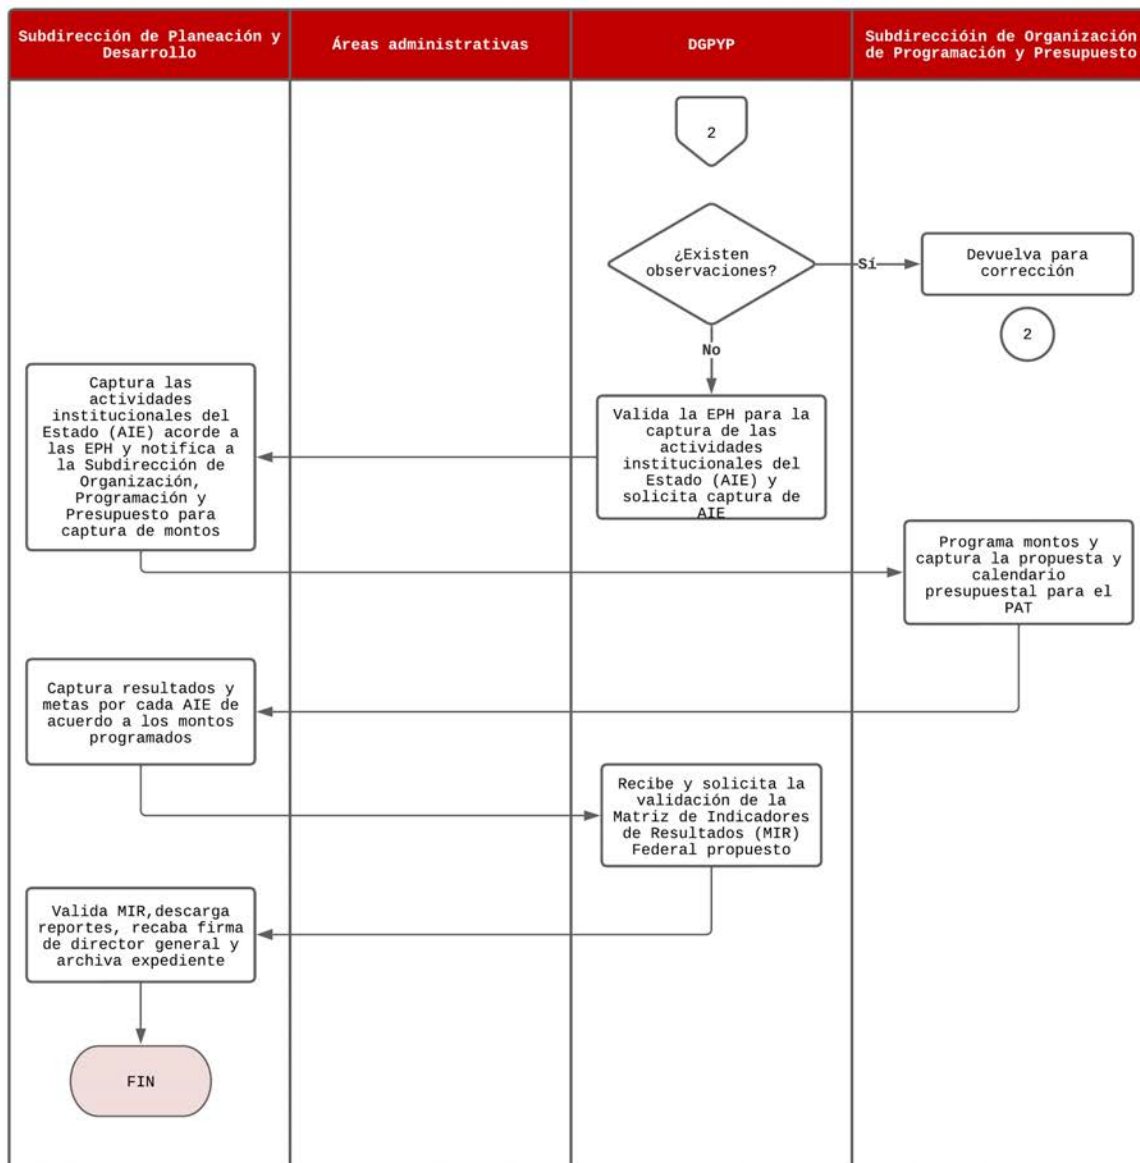 Subdirección de Planeación y
Desarrollo
Áreas administrativas
DGPYP
Subdireccióin de Organización
de Programación y Presupuesto
2
¿Existen
observaciones?
Sí
Devuelva para
corrección
2
No
Captura las
actividades
institucionales del
Estado (AIE) acorde a
las EPH y notifica a
la Subdirección de
Organización,
Programación y
Presupuesto para
captura de montos
Valida la EPH para la
captura de las
actividades
institucionales del
Estado (AIE) y
solicita captura de
AIE
Programa montos y
captura la propuesta y
calendario
presupuestal para el
PAT
Captura resultados y
metas por cada AIE de
acuerdo a los montos
programados
Recibe y solicita la
validación de la
Matriz de Indicadores
de Resultados (MIR)
Federal propuesto
Valida MIR,descarga
reportes, recaba firma
de director general y
archiva expediente
FIN